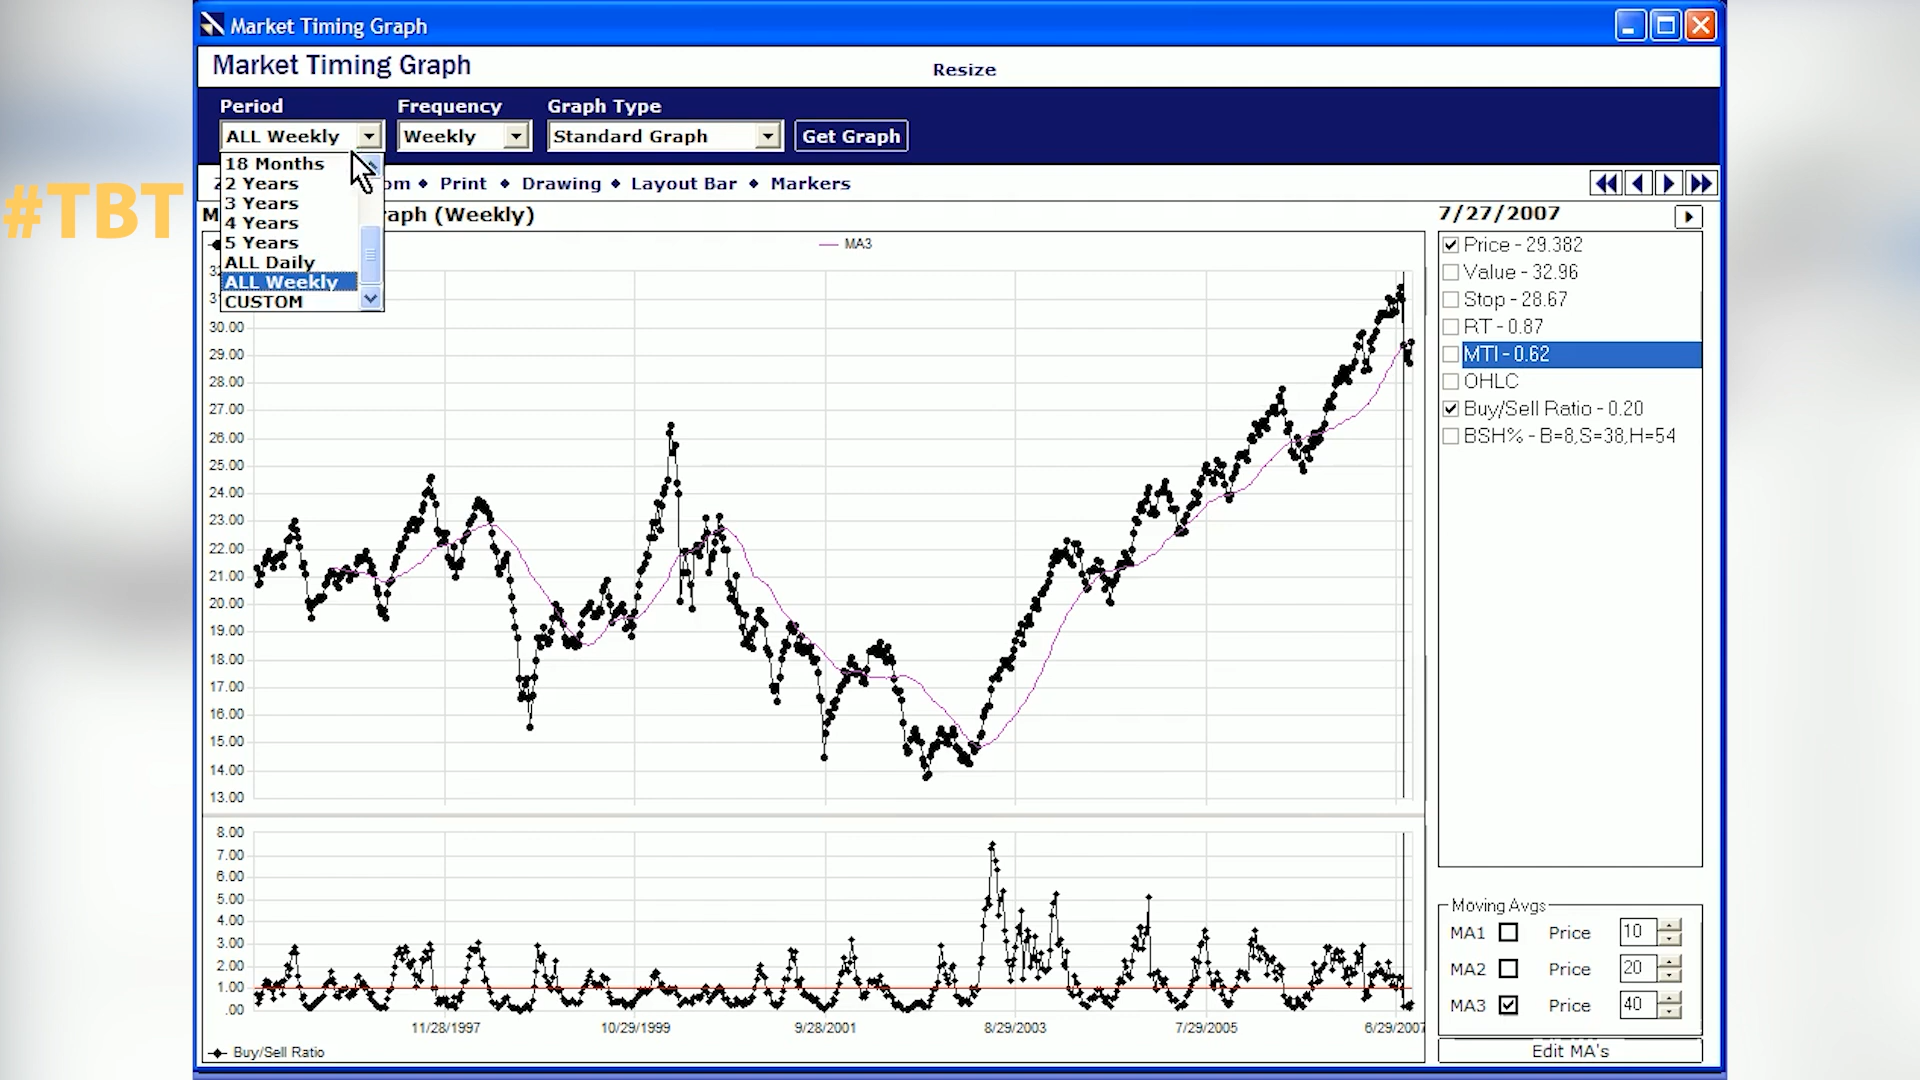 Market Timing Graph
Market Timing Graph
Resize
Period Frequency Graph Type
ALL Weekly Weekly Standard Graph Get Graph
18 Months
2 Years
3 Years
4 Years
5 Years
ALL Daily
ALL Weekly
CUSTOM
#TBT
om ♦ Print ♦ Drawing ♦ Layout Bar ♦ Markers
M raph (Weekly)
7/27/2007
MA3
Price - 29.382
Value - 32.96
Stop - 28.67
RT - 0.87
MTI - 0.62
OHLC
Buy/Sell Ratio - 0.20
BSH% - B=8,S=38,H=54
30.00
29.00
28.00
27.00
26.00
25.00
24.00
23.00
22.00
21.00
20.00
19.00
18.00
17.00
16.00
15.00
14.00
13.00
8.00
7.00
6.00
5.00
4.00
3.00
2.00
1.00
.00
11/28/1997 10/29/1999 9/28/2001 8/29/2003 7/29/2005 6/29/2007
Buy/Sell Ratio
Moving Avgs
MA1 Price 10
MA2 Price 20
MA3 Price 40
Edit MA's